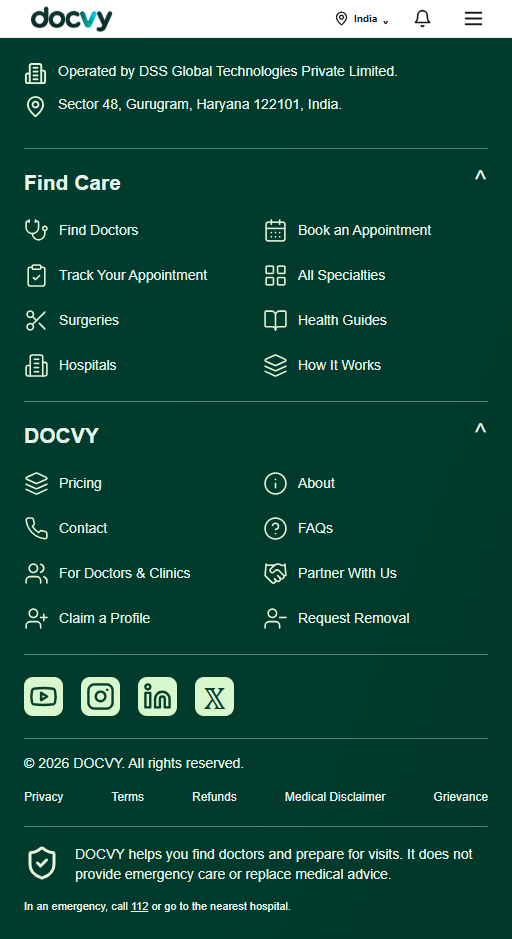 docvy
India
Operated by DSS Global Technologies Private Limited.
Sector 48, Gurugram, Haryana 122101, India.
Find Care
Find Doctors
Book an Appointment
Track Your Appointment
All Specialties
Surgeries
Health Guides
Hospitals
How It Works
DOCVY
Pricing
About
Contact
FAQs
For Doctors & Clinics
Partner With Us
Claim a Profile
Request Removal
© 2026 DOCVY. All rights reserved.
Privacy Terms Refunds Medical Disclaimer Grievance
DOCVY helps you find doctors and prepare for visits. It does not
provide emergency care or replace medical advice.
In an emergency, call 112 or go to the nearest hospital.